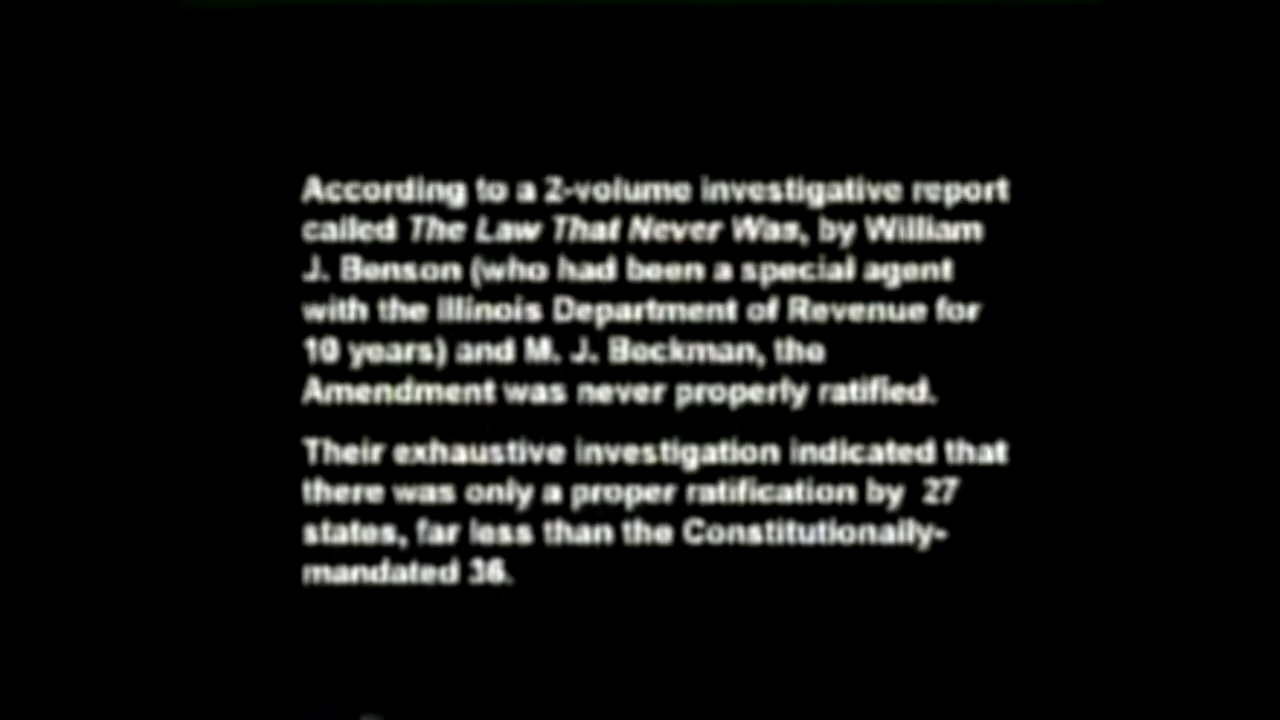 According to a 2-volume investigative report
called The Law That Never Was, by William
J. Benson (who had been a special agent
with the Illinois Department of Revenue for
10 years) and M. J. Beckman, the
Amendment was never properly ratified.
Their exhaustive investigation indicated that
there was only a proper ratification by 27
states, far less than the Constitutionally-
mandated 36.